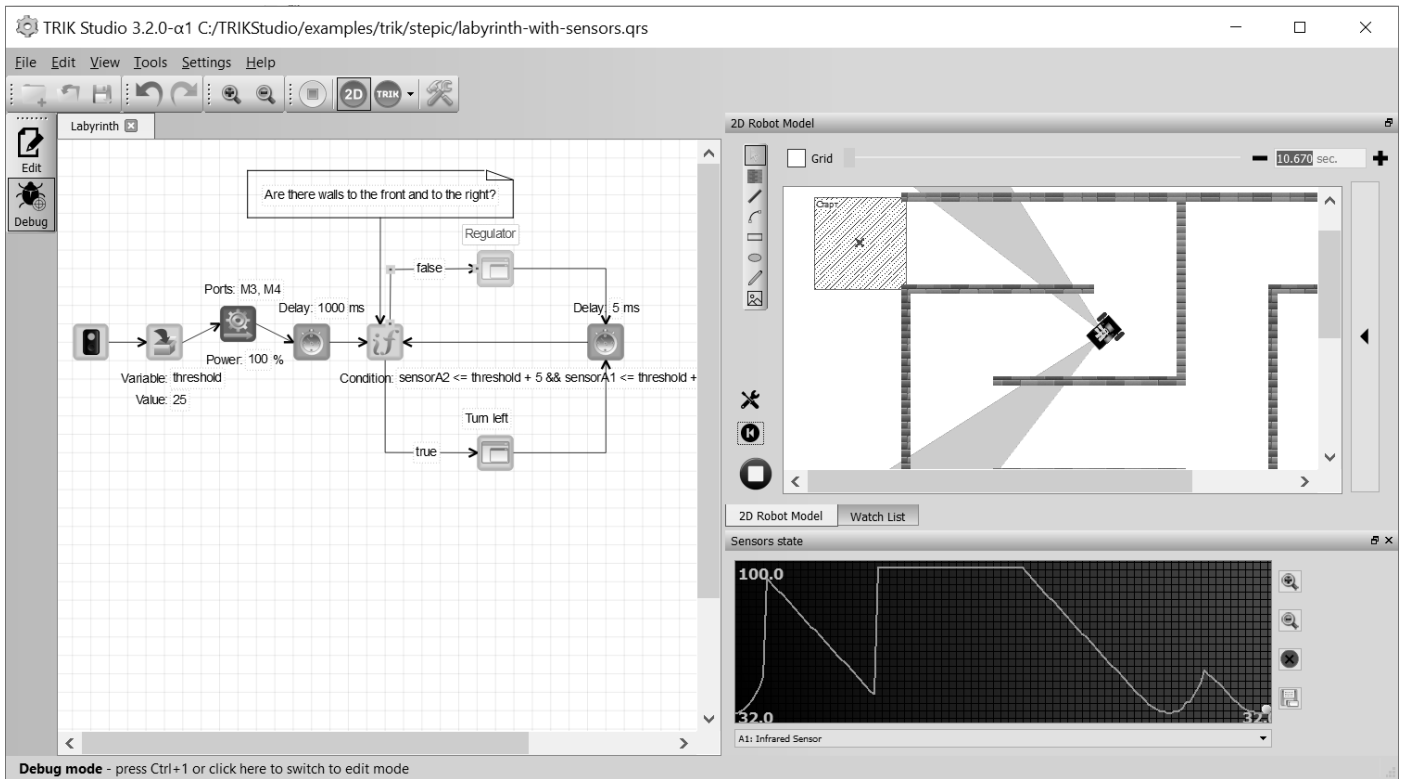 TRIK Studio 3.2.0-α1 C:/TRIKStudio/examples/trik/stepic/labyrinth-with-sensors.qrs
File Edit View Tools Settings Help
2D TRIK
Edit
Debug
Labyrinth
Are there walls to the front and to the right?
Regulator
false
Ports: M3, M4
Delay: 1000 ms
Delay: 5 ms
if
Power: 100 %
Variable: threshold
Value: 25
Condition: sensorA2 <= threshold + 5 && sensorA1 <= threshold +
Turn left
true
2D Robot Model
Grid
10.670 sec.
Старт
2D Robot Model Watch List
Sensors state
100.0
32.0
A1: Infrared Sensor
Debug mode - press Ctrl+1 or click here to switch to edit mode